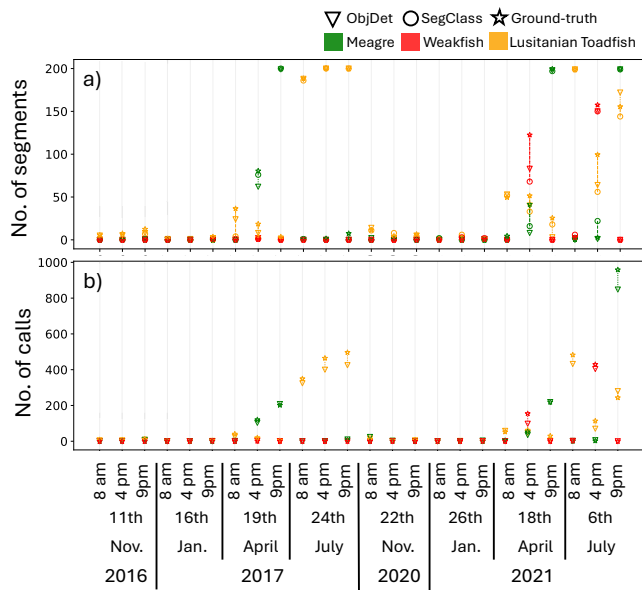 ObjDet SegClass Ground-truth
Meagre Weakfish Lusitanian Toadfish
a)
No. of segments
200
150
100
50
0
b)
No. of calls
1000
800
600
400
200
0
8 am 4 pm 9pm 8 am 4 pm 9pm 8 am 4 pm 9pm 8 am 4 pm 9pm 8 am 4 pm 9pm 8 am 4 pm 9pm 8 am 4 pm 9pm 8 am 4 pm 9pm
11th 16th 19th 24th 22th 26th 18th 6th
Nov. Jan. April July Nov. Jan. April July
2016 2017 2020 2021